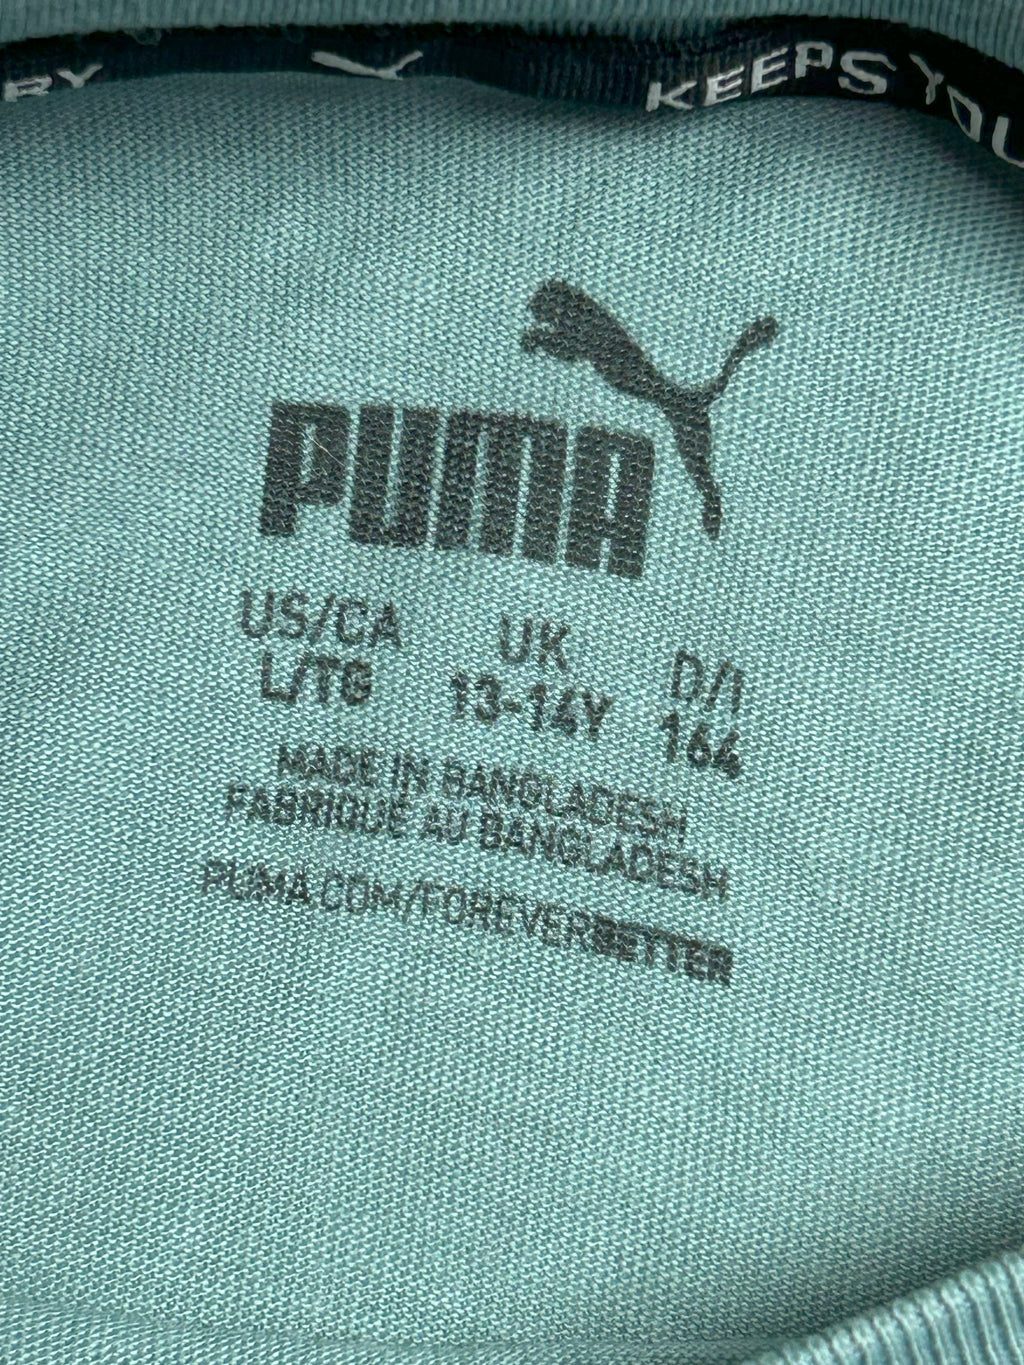 RY KEEPS YOU
PUMA
US/CA UK D/I
L/TG 13-14Y 164
MADE IN BANGLADESH
FABRIQUÉ AU BANGLADESH
PUMA.COM/FOREVERBETTER